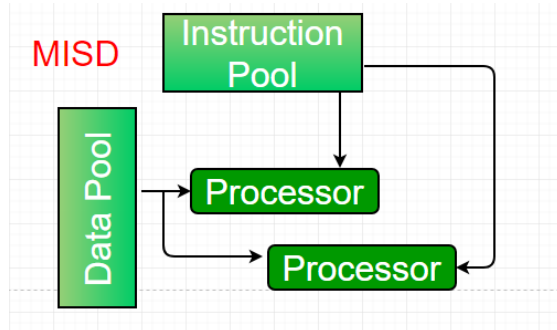 MISD
Instruction
Pool
Data Pool
Processor
Processor